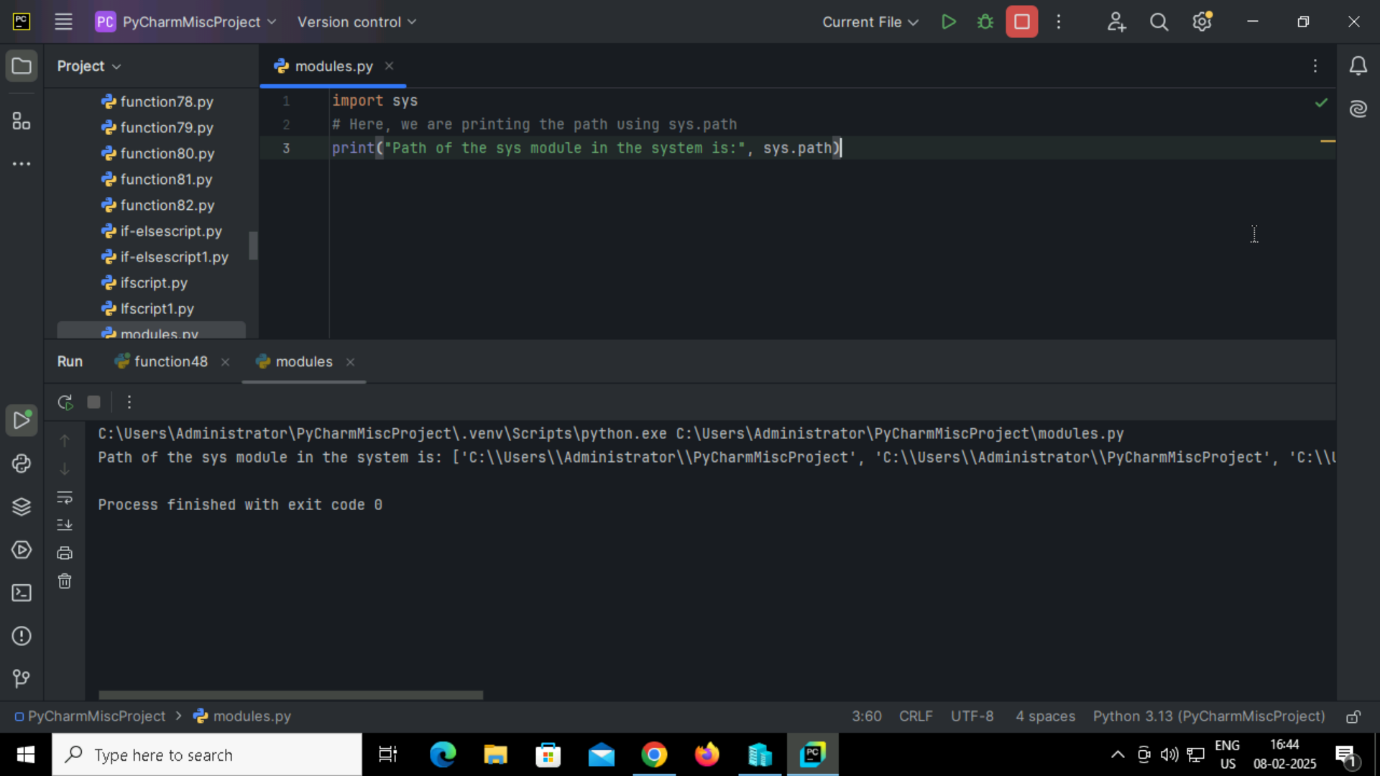 PC PyCharmMiscProject Version control Current File
Project
modules.py
function78.py
function79.py
function80.py
function81.py
function82.py
if-elsescript.py
if-elsescript1.py
ifscript.py
Ifscript1.py
modules.py
1 import sys
2 # Here, we are printing the path using sys.path
3 print("Path of the sys module in the system is:", sys.path)
Run function48 modules
C:\Users\Administrator\PyCharmMiscProject\.venv\Scripts\python.exe C:\Users\Administrator\PyCharmMiscProject\modules.py
Path of the sys module in the system is: ['C:\\Users\\Administrator\\PyCharmMiscProject', 'C:\\Users\\Administrator\\PyCharmMiscProject', 'C:\\U
Process finished with exit code 0
PyCharmMiscProject > modules.py 3:60 CRLF UTF-8 4 spaces Python 3.13 (PyCharmMiscProject)
Type here to search
PC
ENG
US
16:44
08-02-2025
1